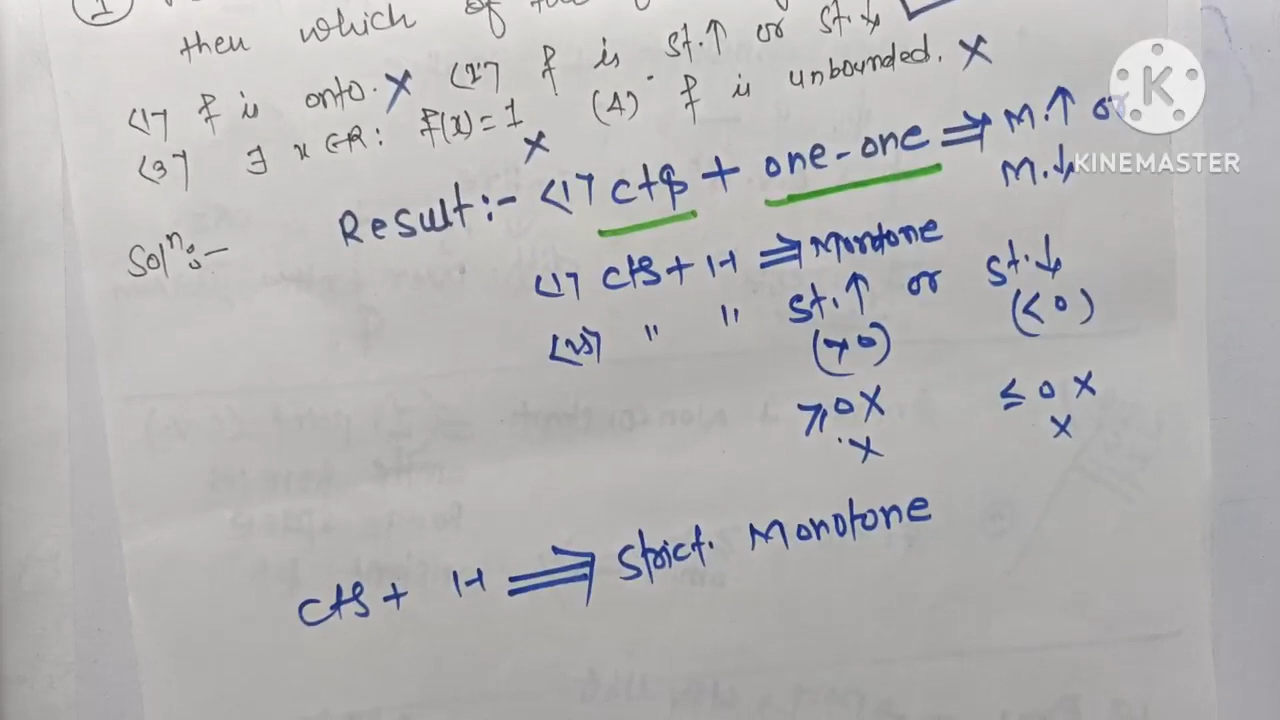 ①
then which of the
<1> f is onto. X <2> f is st.↑ or st.↓
<3> ∃ x ∈ R : f(x) = 1 X (4) f is unbounded. X
K
KINEMASTER
Result:- <1> cts + one-one ⇒ M.↑ or
M.↓
Solⁿ:-
<1> cts + 1-1 ⇒ Monotone
<2> " " st.↑ or st.↓
(>0) (<0)
≥0 X ≤0 X
X X
cts + 1-1 ⇒ Strict. Monotone